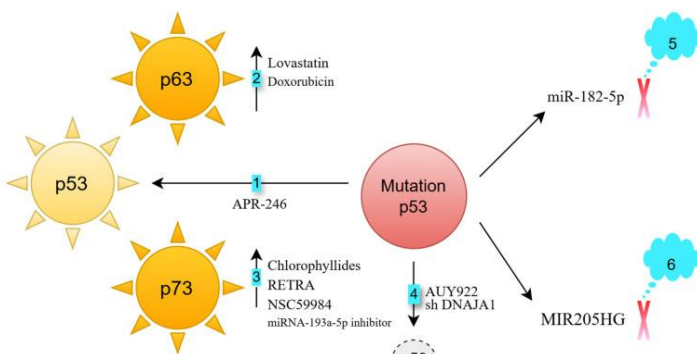 p63
2
Lovastatin
Doxorubicin
5
miR-182-5p
p53
1
APR-246
Mutation
p53
p73
3
Chlorophyllides
RETRA
NSC59984
miRNA-193a-5p inhibitor
4
AUY922
sh DNAJA1
6
MIR205HG